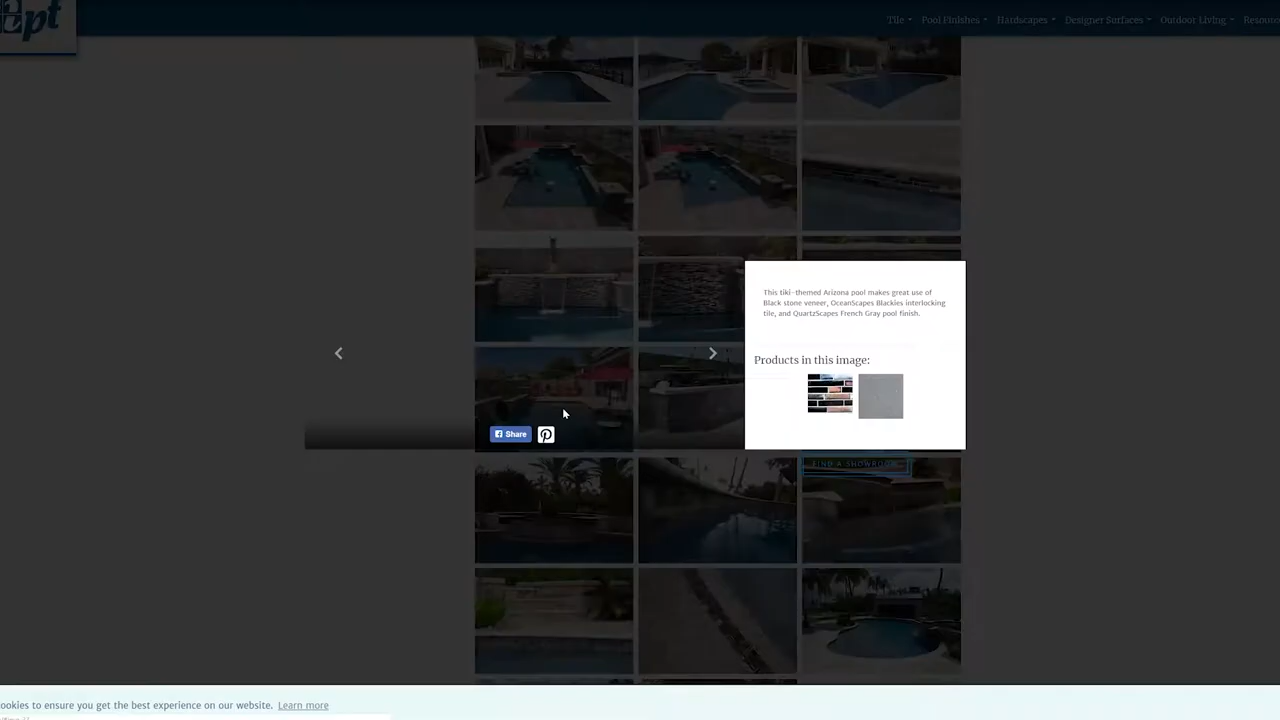 npt
Tile
Pool Finishes
Hardscapes
Designer Surfaces
Outdoor Living
This tiki-themed Arizona pool makes great use of
Black stone veneer, OceanScapes Blackies interlocking
tile, and QuartzScapes French Gray pool finish.
Products in this image:
Share
FIND A SHOWROOM
ookies to ensure you get the best experience on our website. Learn more